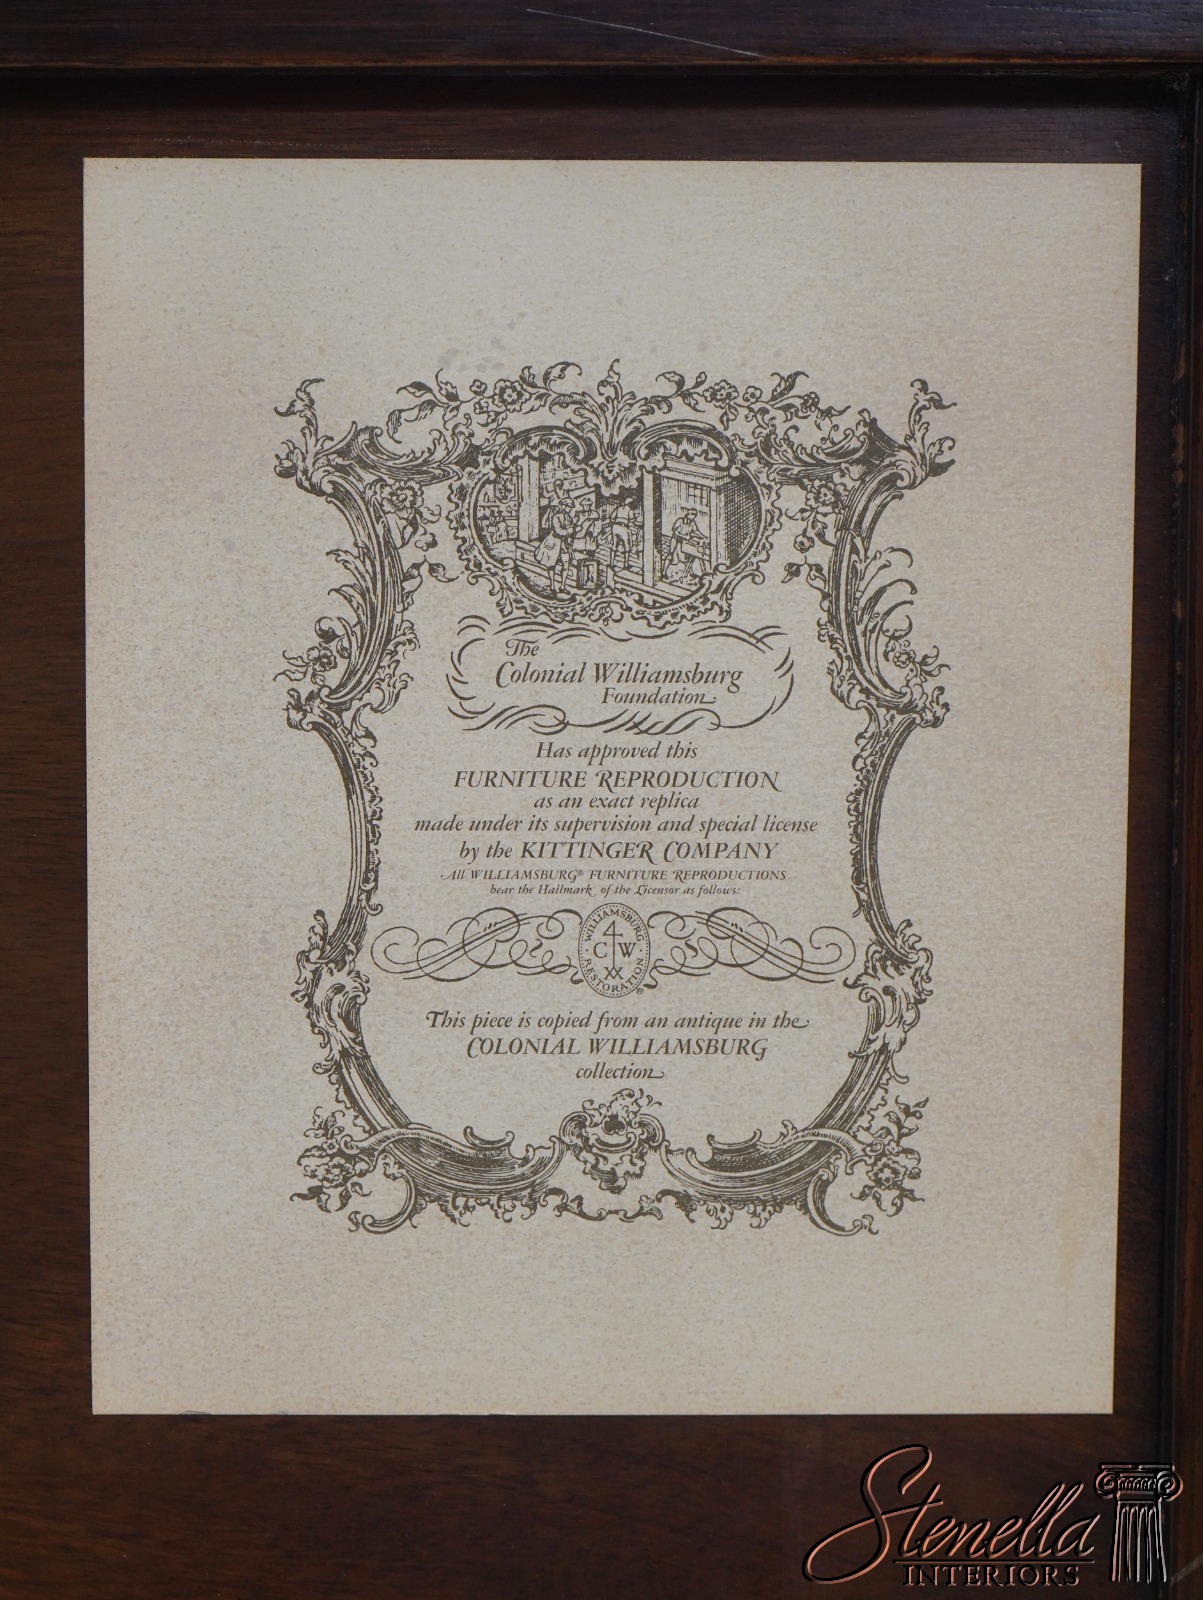 The
Colonial Williamsburg
Foundation
Has approved this
FURNITURE REPRODUCTION
as an exact replica
made under its supervision and special license
by the KITTINGER COMPANY
All WILLIAMSBURG® FURNITURE REPRODUCTIONS
bear the Hallmark of the Licensor as follows:
WILLIAMSBURG
C W
RESTORATION®
This piece is copied from an antique in the
COLONIAL WILLIAMSBURG
collection
Stenella
INTERIORS